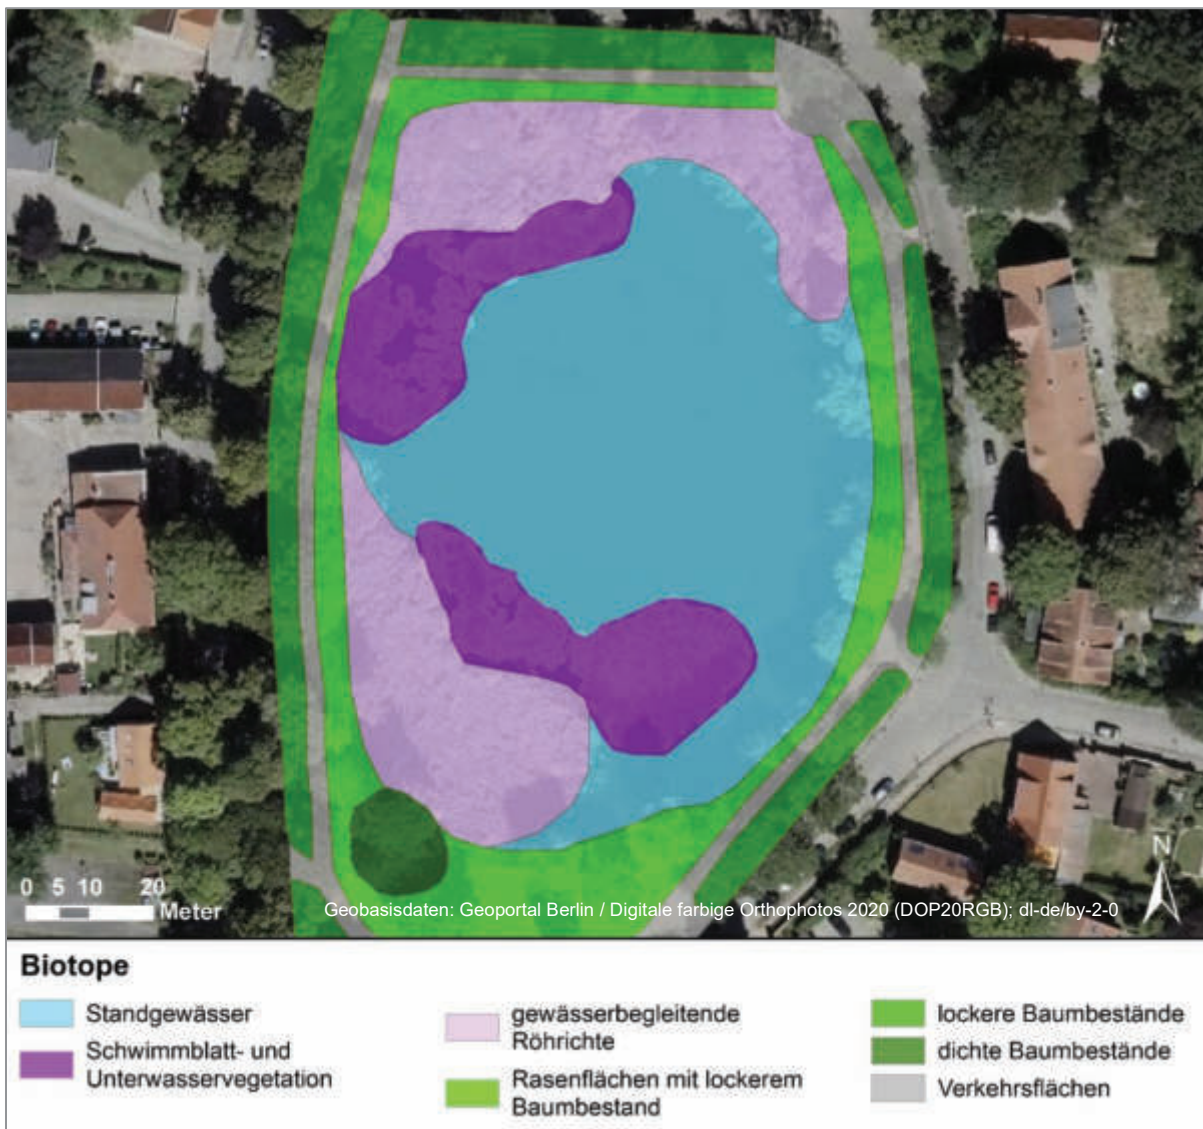 N
0 5 10 20
Meter
Geobasisdaten: Geoportal Berlin / Digitale farbige Orthophotos 2020 (DOP20RGB); dl-de/by-2-0
Biotope
Standgewässer
Schwimmblatt- und
Unterwasservegetation
gewässerbegleitende
Röhrichte
Rasenflächen mit lockerem
Baumbestand
lockere Baumbestände
dichte Baumbestände
Verkehrsflächen